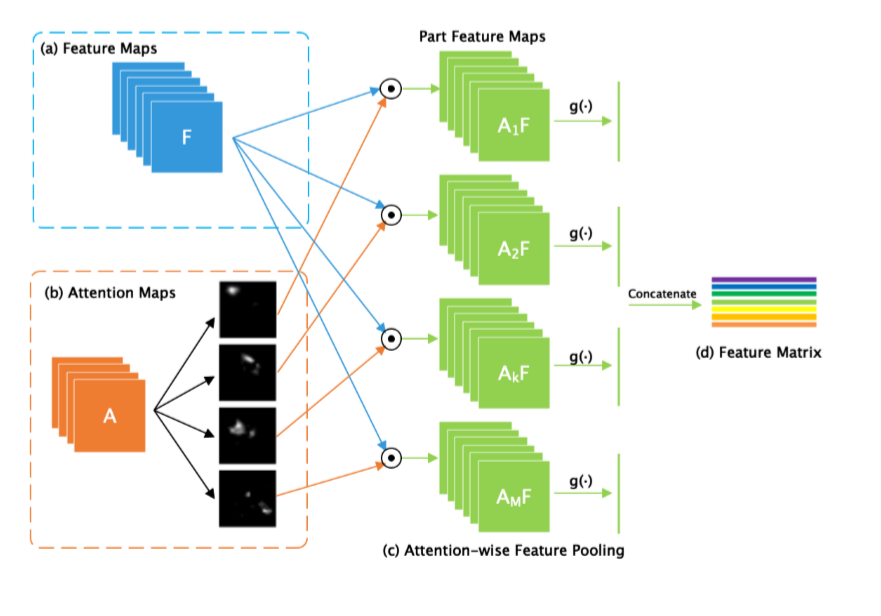 (a) Feature Maps
F
(b) Attention Maps
A
Part Feature Maps
A₁F
g(·)
A₂F
g(·)
AₖF
g(·)
AₘF
g(·)
(c) Attention-wise Feature Pooling
Concatenate
(d) Feature Matrix